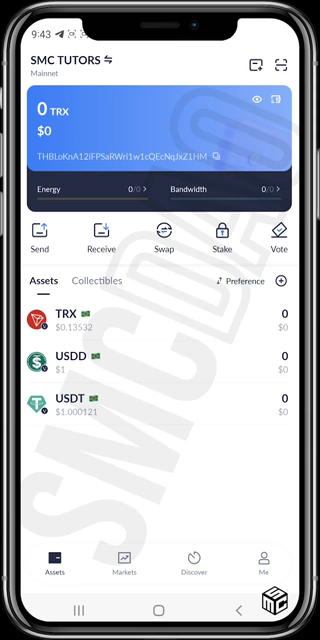 9:43
SMC TUTORS
Mainnet
0 TRX
$0
THBLoKnA12iFPSaRWri1w1cQEcNqJxZ1HM
Energy 0/0 > Bandwidth 0/0 >
Send Receive Swap Stake Vote
Assets Collectibles Preference
TRX 0
$0.13532 $0
USDD 0
$1 $0
USDT 0
$1.000121 $0
Assets Markets Discover Me
SMCDAO